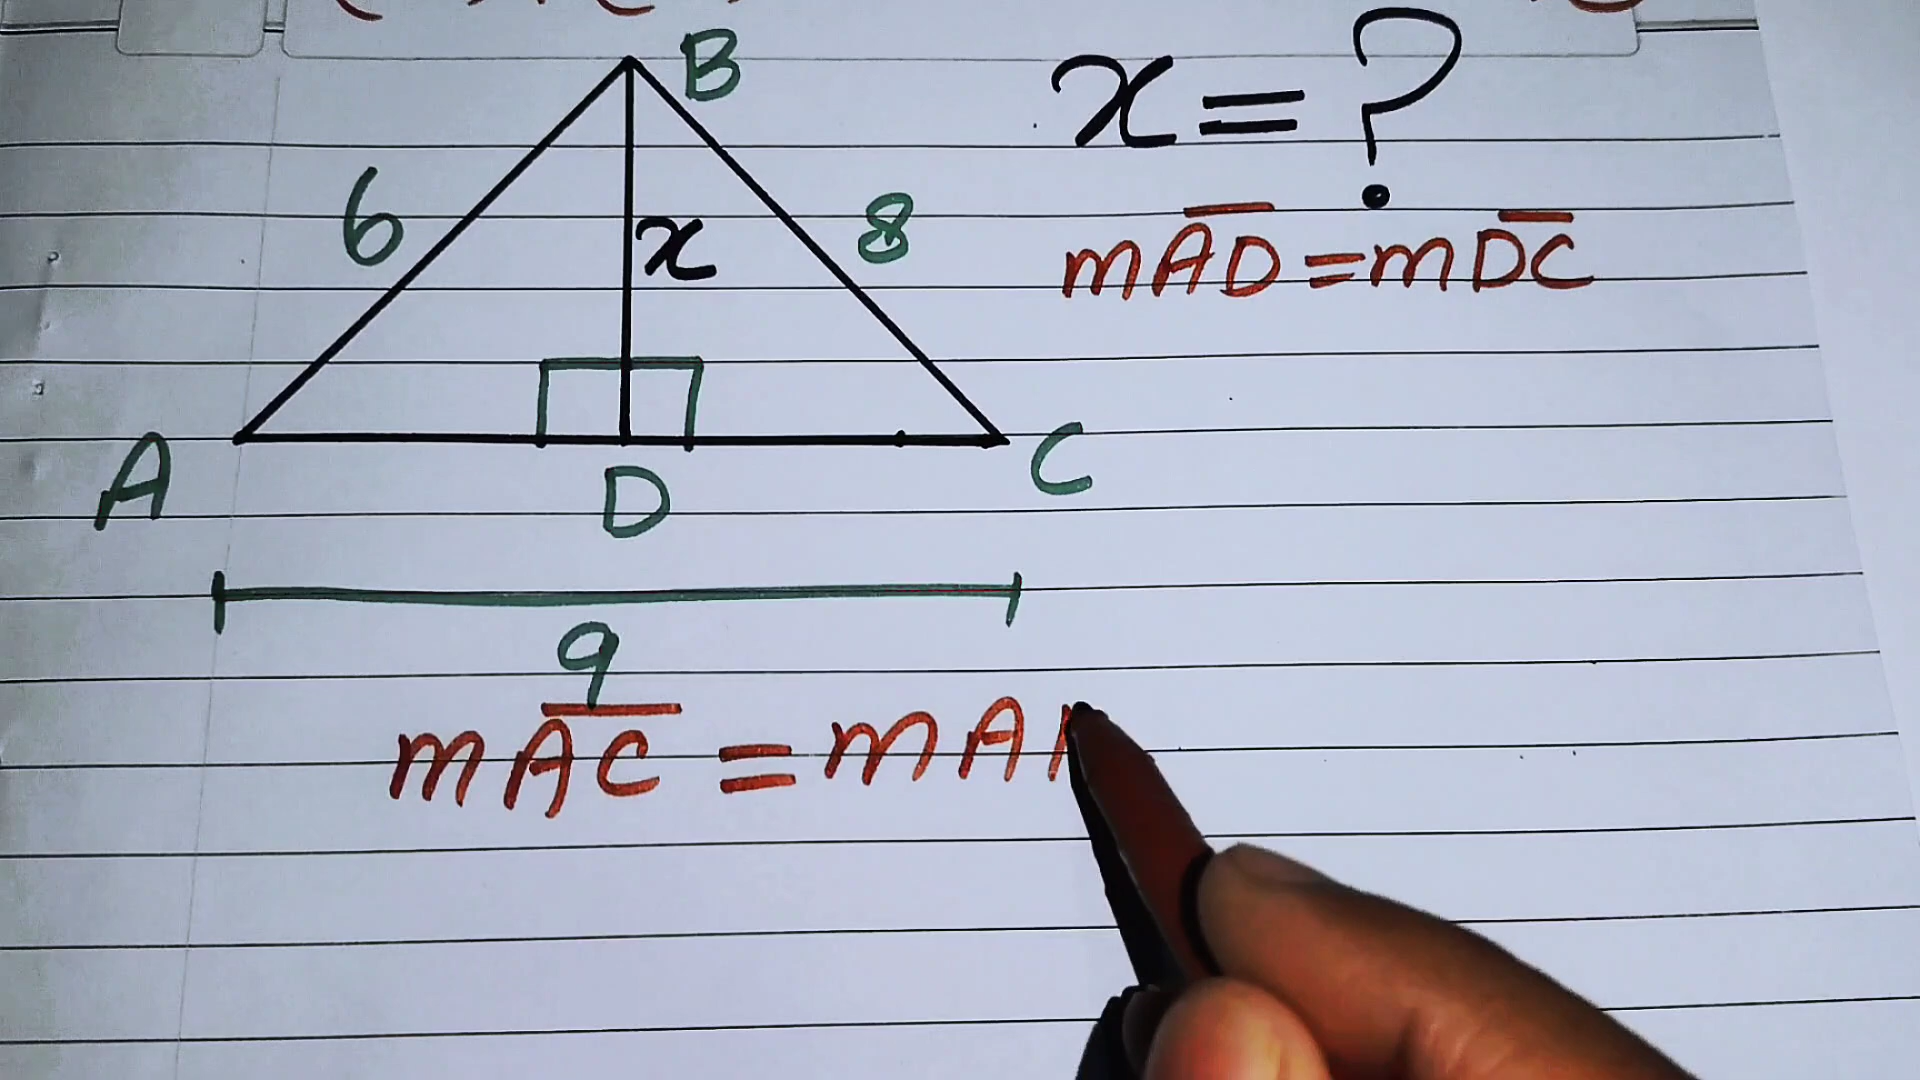 B
x = ?
6
x
8
mAD = mDC
A
D
C
9
mAC = mA